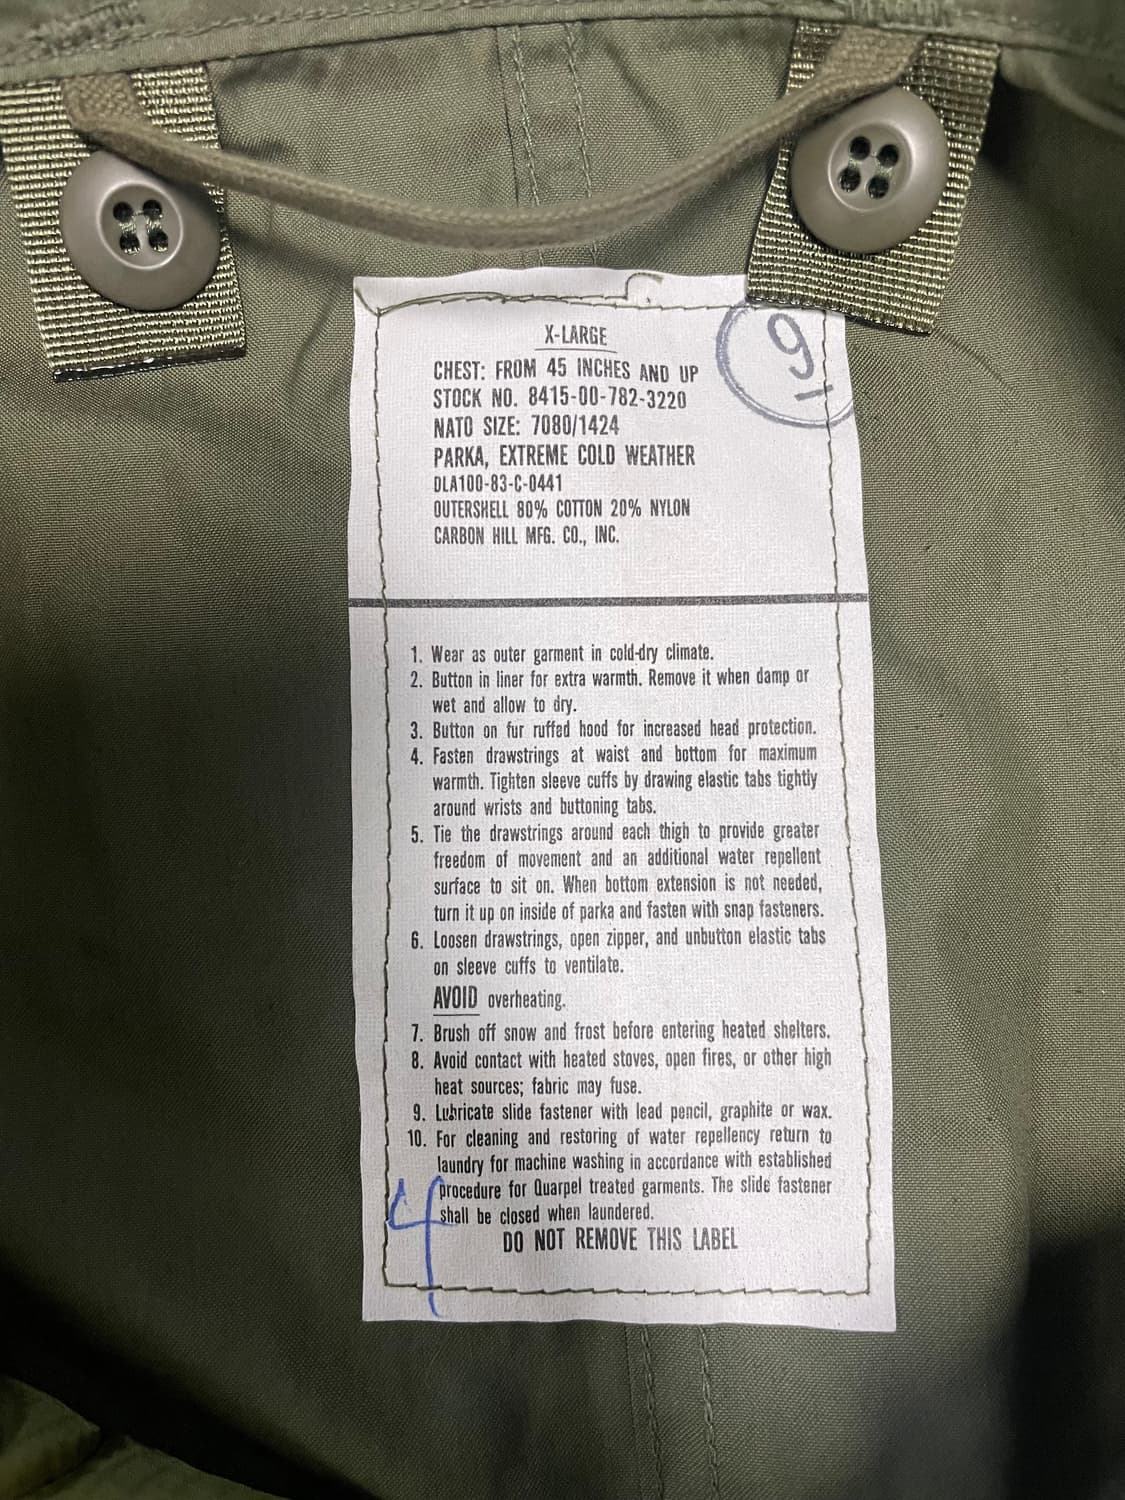 X-LARGE
9
CHEST: FROM 45 INCHES AND UP
STOCK NO. 8415-00-782-3220
NATO SIZE: 7080/1424
PARKA, EXTREME COLD WEATHER
DLA100-83-C-0441
OUTERSHELL 80% COTTON 20% NYLON
CARBON HILL MFG. CO., INC.
1. Wear as outer garment in cold-dry climate.
2. Button in liner for extra warmth. Remove it when damp or
wet and allow to dry.
3. Button on fur ruffed hood for increased head protection.
4. Fasten drawstrings at waist and bottom for maximum
warmth. Tighten sleeve cuffs by drawing elastic tabs tightly
around wrists and buttoning tabs.
5. Tie the drawstrings around each thigh to provide greater
freedom of movement and an additional water repellent
surface to sit on. When bottom extension is not needed,
turn it up on inside of parka and fasten with snap fasteners.
6. Loosen drawstrings, open zipper, and unbutton elastic tabs
on sleeve cuffs to ventilate.
AVOID overheating.
7. Brush off snow and frost before entering heated shelters.
8. Avoid contact with heated stoves, open fires, or other high
heat sources; fabric may fuse.
9. Lubricate slide fastener with lead pencil, graphite or wax.
10. For cleaning and restoring of water repellency return to
laundry for machine washing in accordance with established
procedure for Quarpel treated garments. The slide fastener
shall be closed when laundered.
4
DO NOT REMOVE THIS LABEL